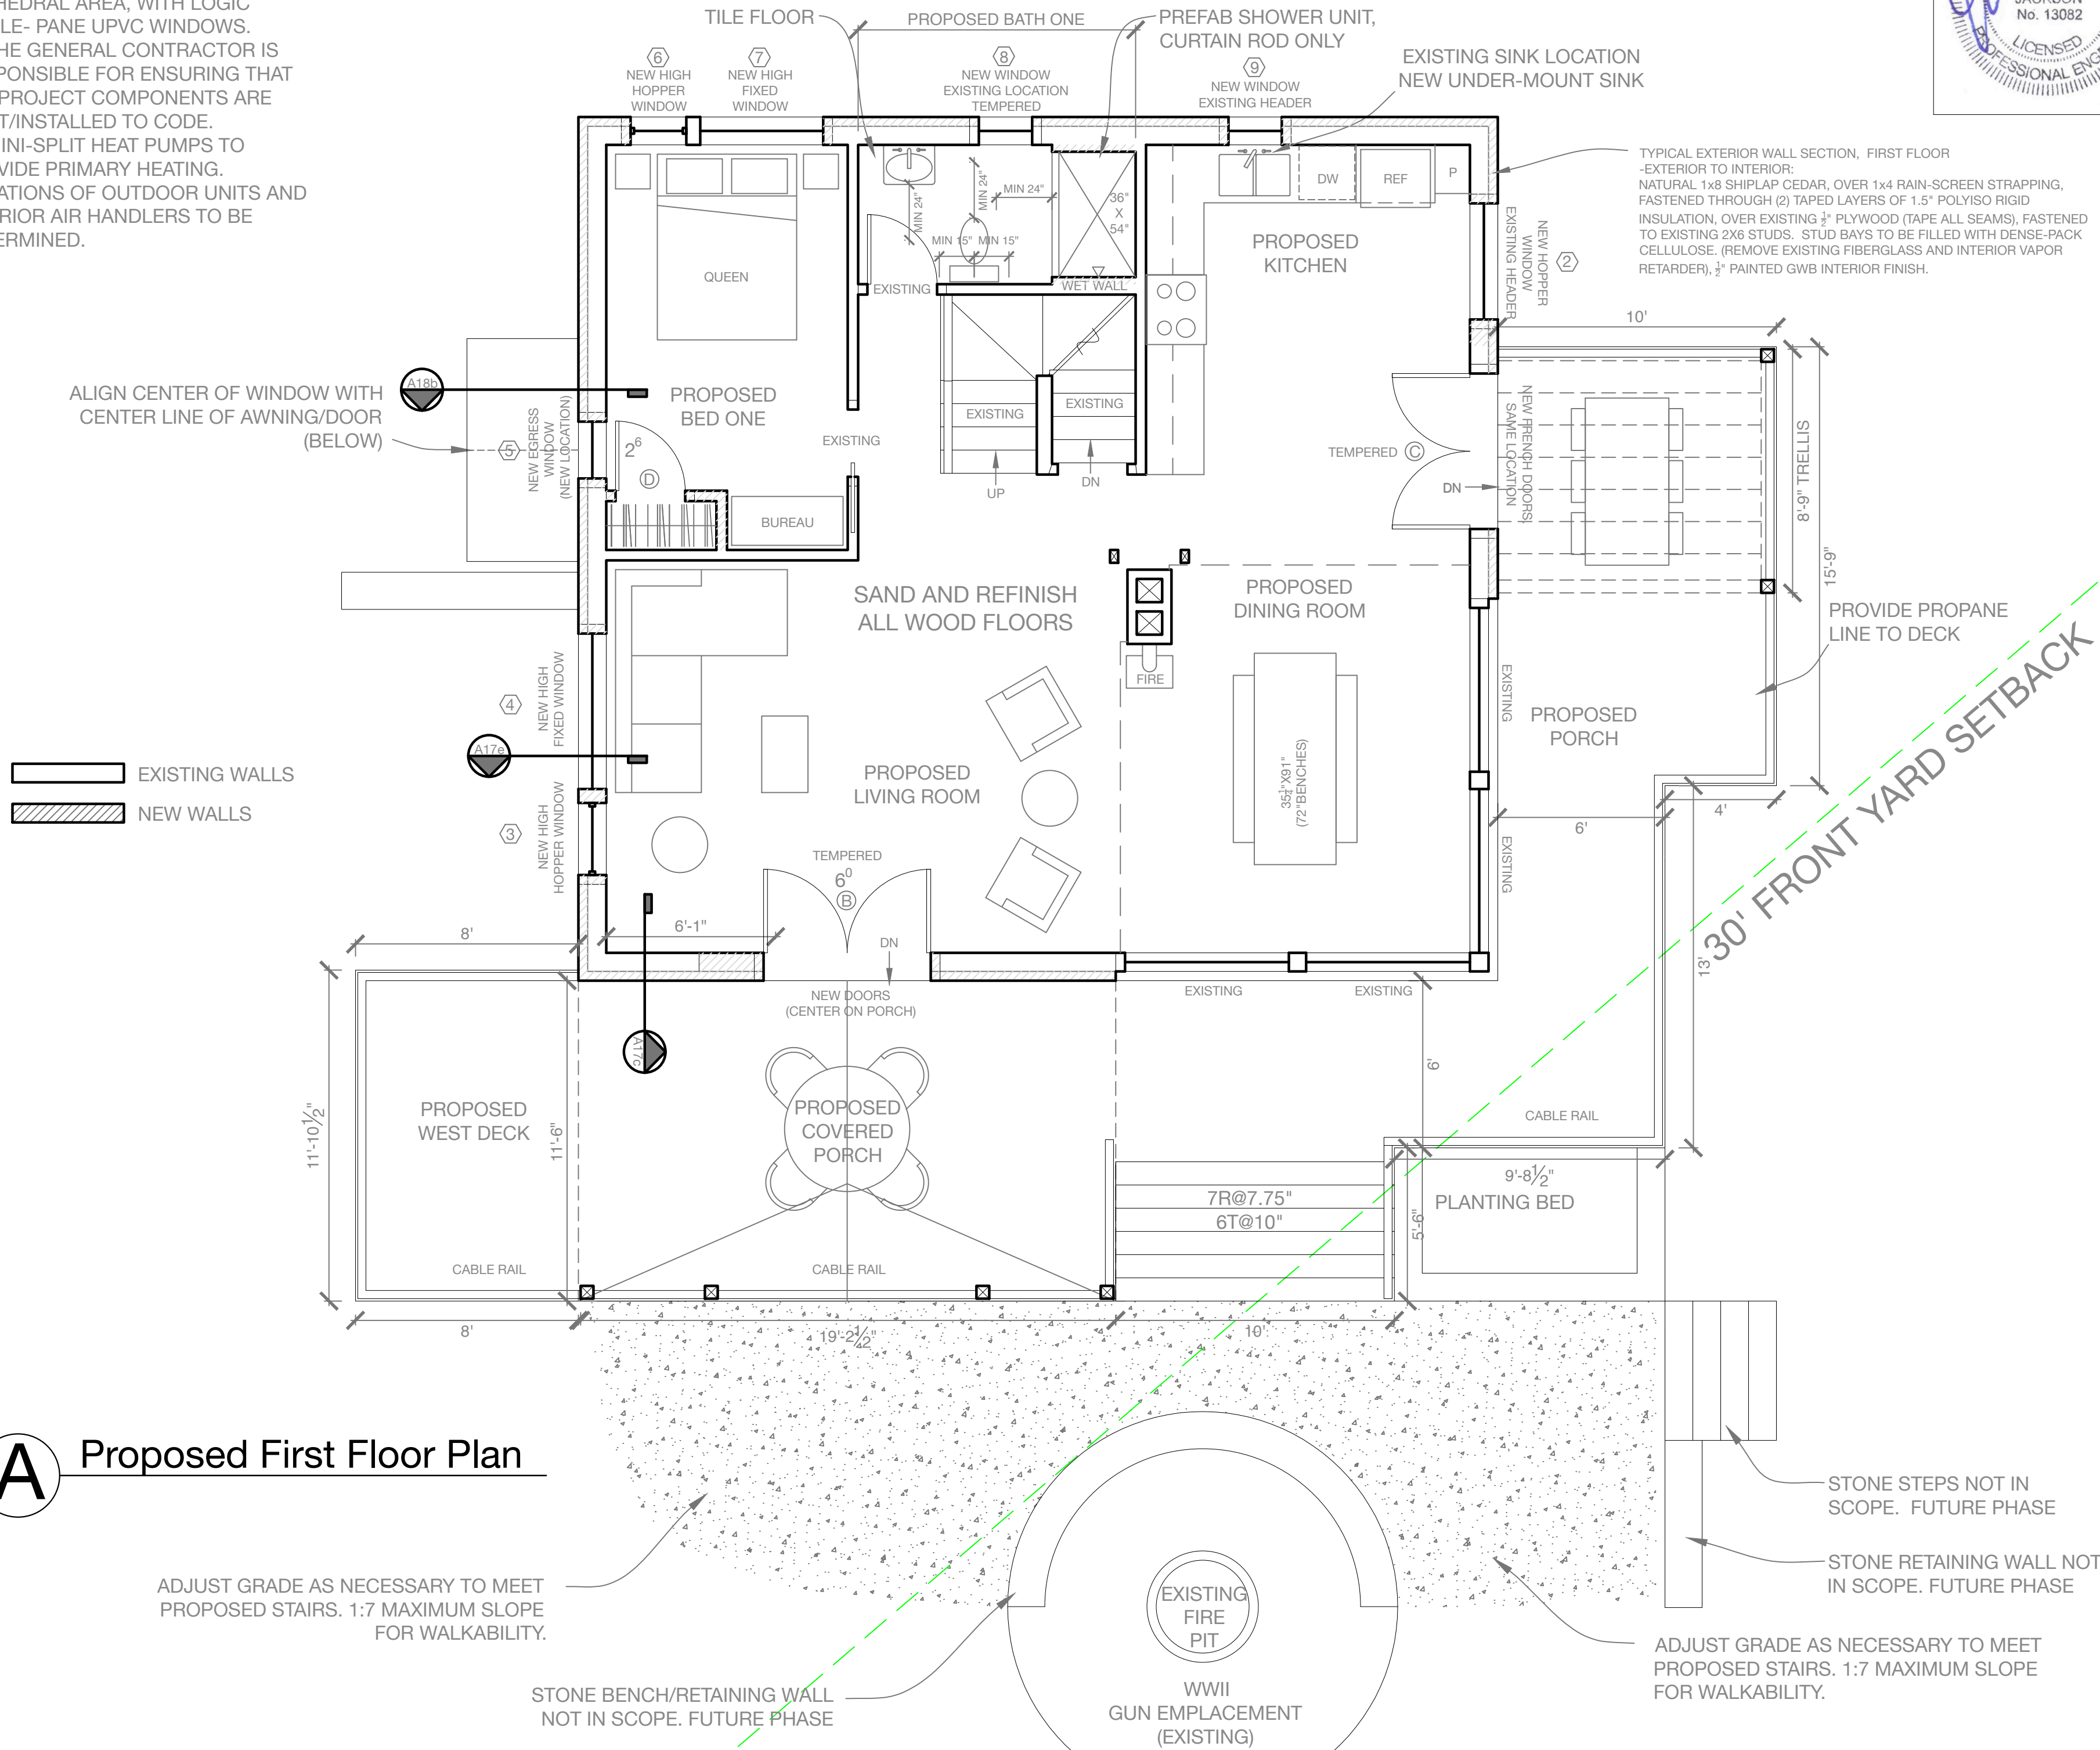 HEDRAL AREA, WITH LOGIC
LE- PANE UPVC WINDOWS.
HE GENERAL CONTRACTOR IS
PONSIBLE FOR ENSURING THAT
PROJECT COMPONENTS ARE
T/INSTALLED TO CODE.
INI-SPLIT HEAT PUMPS TO
VIDE PRIMARY HEATING.
ATIONS OF OUTDOOR UNITS AND
RIOR AIR HANDLERS TO BE
ERMINED.
TILE FLOOR
PROPOSED BATH ONE
PREFAB SHOWER UNIT,
CURTAIN ROD ONLY
EXISTING SINK LOCATION
NEW UNDER-MOUNT SINK
JACKSON
No. 13082
LICENSED
6
NEW HIGH
HOPPER
WINDOW
7
NEW HIGH
FIXED
WINDOW
8
NEW WINDOW
EXISTING LOCATION
TEMPERED
9
NEW WINDOW
EXISTING HEADER
TYPICAL EXTERIOR WALL SECTION, FIRST FLOOR
-EXTERIOR TO INTERIOR:
NATURAL 1x8 SHIPLAP CEDAR, OVER 1x4 RAIN-SCREEN STRAPPING,
FASTENED THROUGH (2) TAPED LAYERS OF 1.5" POLYISO RIGID
INSULATION, OVER EXISTING ½" PLYWOOD (TAPE ALL SEAMS), FASTENED
TO EXISTING 2X6 STUDS. STUD BAYS TO BE FILLED WITH DENSE-PACK
CELLULOSE. (REMOVE EXISTING FIBERGLASS AND INTERIOR VAPOR
RETARDER), ½" PAINTED GWB INTERIOR FINISH.
MIN 24"
MIN 24"
MIN 24"
MIN 15"
MIN 15"
36"
X
54"
WET WALL
EXISTING
DW
REF
P
PROPOSED
KITCHEN
NEW HOPPER
WINDOW
EXISTING HEADER
2
QUEEN
PROPOSED
BED ONE
EXISTING
EXISTING
EXISTING
UP
DN
A18b
ALIGN CENTER OF WINDOW WITH
CENTER LINE OF AWNING/DOOR
(BELOW)
5
NEW EGRESS
WINDOW
(NEW LOCATION)
2⁶
D
BUREAU
TEMPERED
C
DN
NEW FRENCH DOORS
SAME LOCATION
10'
8'-9" TRELLIS
15'-9"
PROVIDE PROPANE
LINE TO DECK
SAND AND REFINISH
ALL WOOD FLOORS
PROPOSED
DINING ROOM
FIRE
4
NEW HIGH
FIXED WINDOW
A17e
3
NEW HIGH
HOPPER WINDOW
PROPOSED
LIVING ROOM
35¼"X91"
(72"BENCHES)
EXISTING
EXISTING
PROPOSED
PORCH
30' FRONT YARD SETBACK
EXISTING WALLS
NEW WALLS
4'
6'
13'
TEMPERED
6⁰
B
6'-1"
DN
8'
NEW DOORS
(CENTER ON PORCH)
EXISTING
EXISTING
A17c
11'-10½"
PROPOSED
WEST DECK
11'-6"
PROPOSED
COVERED
PORCH
6'
CABLE RAIL
9'-8½"
PLANTING BED
7R@7.75"
6T@10"
5'-6"
CABLE RAIL
CABLE RAIL
8'
19'-2½"
10'
A
Proposed First Floor Plan
STONE STEPS NOT IN
SCOPE. FUTURE PHASE
STONE RETAINING WALL NOT
IN SCOPE. FUTURE PHASE
ADJUST GRADE AS NECESSARY TO MEET
PROPOSED STAIRS. 1:7 MAXIMUM SLOPE
FOR WALKABILITY.
EXISTING
FIRE
PIT
ADJUST GRADE AS NECESSARY TO MEET
PROPOSED STAIRS. 1:7 MAXIMUM SLOPE
FOR WALKABILITY.
STONE BENCH/RETAINING WALL
NOT IN SCOPE. FUTURE PHASE
WWII
GUN EMPLACEMENT
(EXISTING)